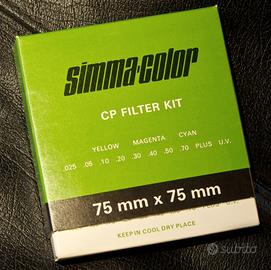 simma-color
CP FILTER KIT
YELLOW MAGENTA CYAN
.025 .05 .10 .20 .30 .40 .50 .70 PLUS U.V.
75 mm x 75 mm
KEEP IN COOL DRY PLACE
subito